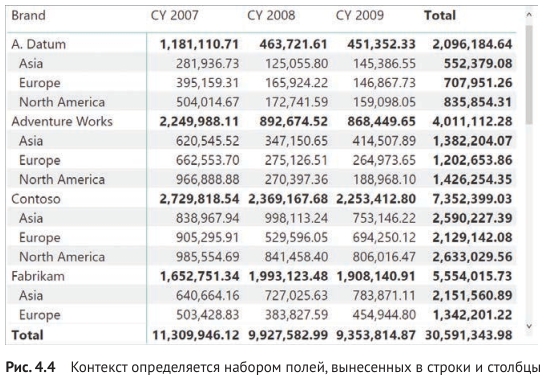 Brand CY 2007 CY 2008 CY 2009 Total
A. Datum 1,181,110.71 463,721.61 451,352.33 2,096,184.64
Asia 281,936.73 125,055.80 145,386.55 552,379.08
Europe 395,159.31 165,924.22 146,867.73 707,951.26
North America 504,014.67 172,741.59 159,098.05 835,854.31
Adventure Works 2,249,988.11 892,674.52 868,449.65 4,011,112.28
Asia 620,545.52 347,150.65 414,507.89 1,382,204.07
Europe 662,553.70 275,126.51 264,973.65 1,202,653.86
North America 966,888.88 270,397.36 188,968.10 1,426,254.35
Contoso 2,729,818.54 2,369,167.68 2,253,412.80 7,352,399.03
Asia 838,967.94 998,113.24 753,146.22 2,590,227.39
Europe 905,295.91 529,596.05 694,250.12 2,129,142.08
North America 985,554.69 841,458.40 806,016.47 2,633,029.56
Fabrikam 1,652,751.34 1,993,123.48 1,908,140.91 5,554,015.73
Asia 640,664.16 727,025.63 783,871.11 2,151,560.89
Europe 503,428.83 383,827.59 454,944.80 1,342,201.22
Total 11,309,946.12 9,927,582.99 9,353,814.87 30,591,343.98
Рис. 4.4 Контекст определяется набором полей, вынесенных в строки и столбцы